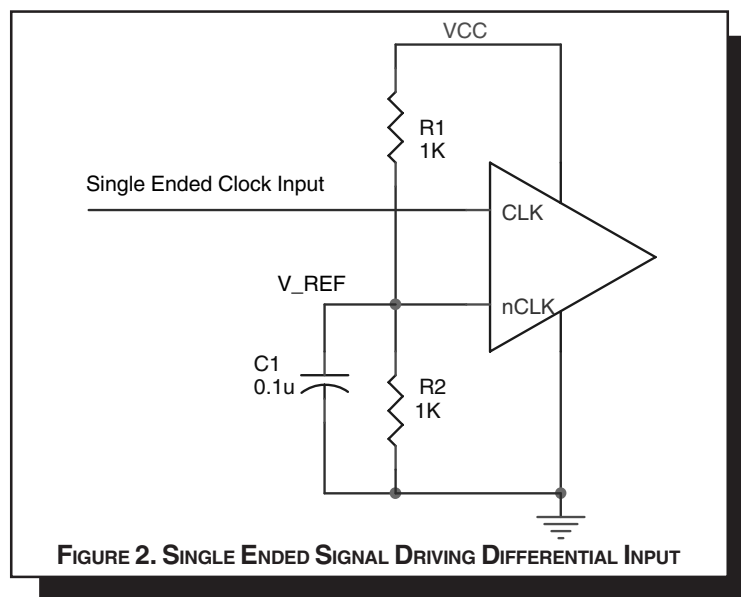 VCC
R1
1K
Single Ended Clock Input
CLK
V_REF
nCLK
C1
0.1u
R2
1K
FIGURE 2. SINGLE ENDED SIGNAL DRIVING DIFFERENTIAL INPUT